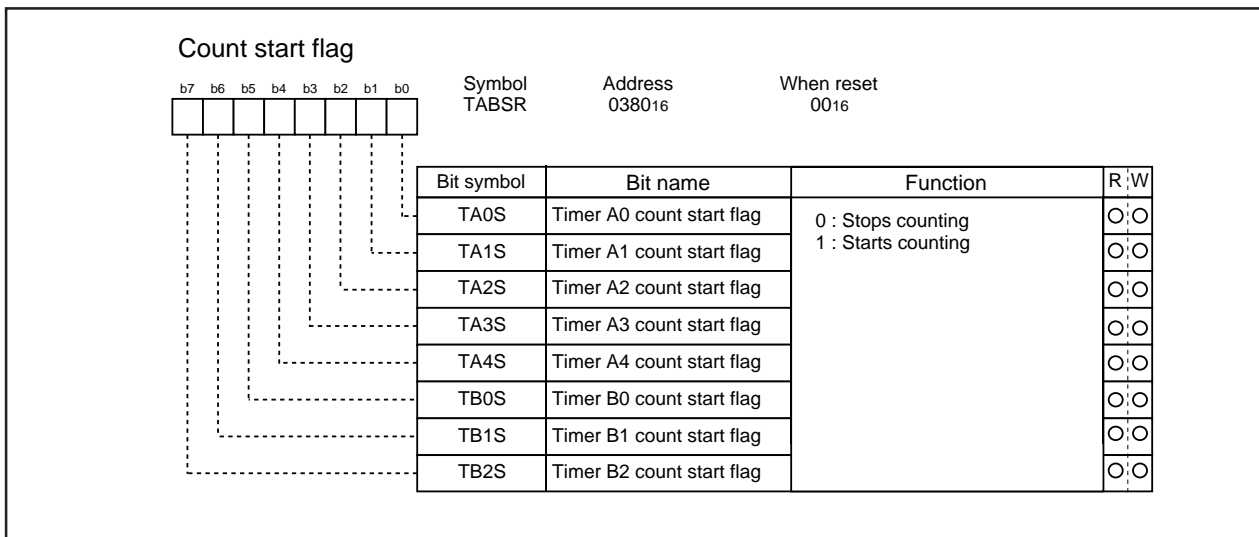 Count start flag
b7 b6 b5 b4 b3 b2 b1 b0
Symbol Address When reset
TABSR 038016 0016
Bit symbol Bit name Function R W
TA0S Timer A0 count start flag 0 : Stops counting
TA1S Timer A1 count start flag 1 : Starts counting
TA2S Timer A2 count start flag
TA3S Timer A3 count start flag
TA4S Timer A4 count start flag
TB0S Timer B0 count start flag
TB1S Timer B1 count start flag
TB2S Timer B2 count start flag